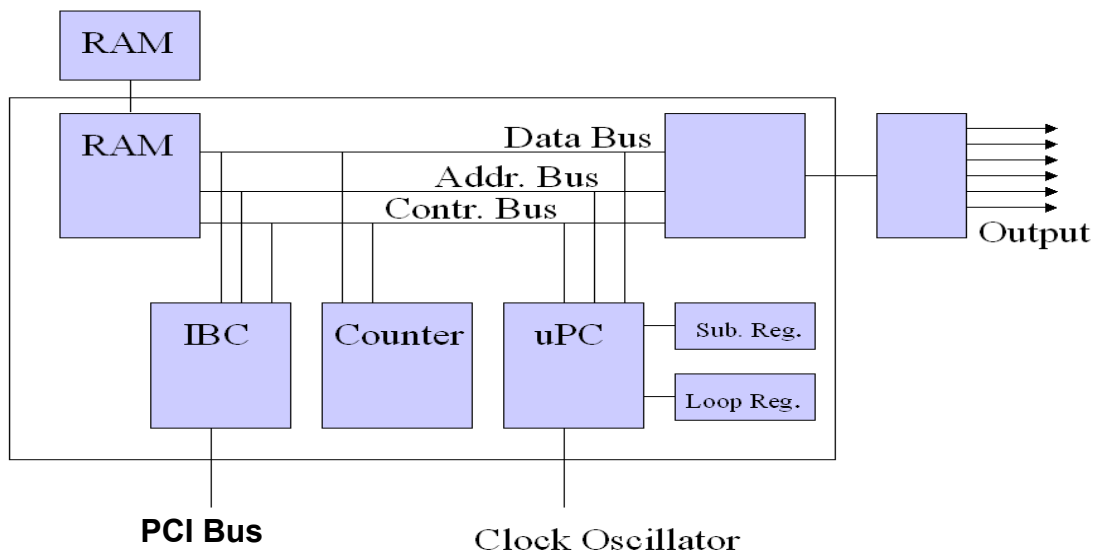 RAM
RAM
Data Bus
Addr. Bus
Contr. Bus
Output
IBC
Counter
uPC
Sub. Reg.
Loop Reg.
PCI Bus
Clock Oscillator